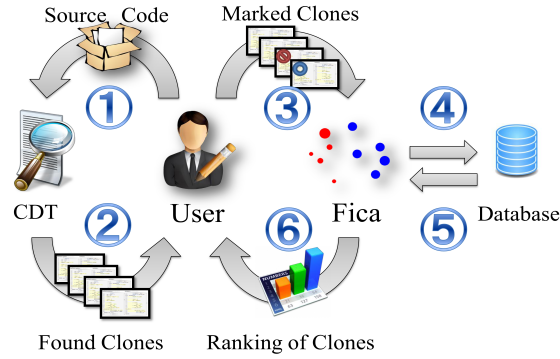 Source Code
Marked Clones
1
3
4
CDT
User
Fica
Database
2
6
5
NUMBERS
Found Clones
Ranking of Clones